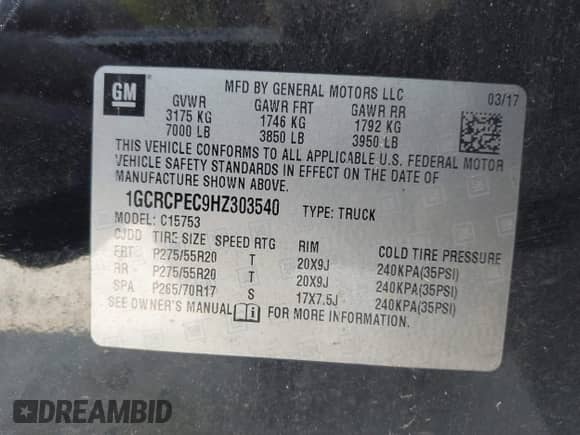 GM
MFD BY GENERAL MOTORS LLC
03/17
GVWR GAWR FRT GAWR RR
3175 KG 1746 KG 1792 KG
7000 LB 3850 LB 3950 LB
THIS VEHICLE CONFORMS TO ALL APPLICABLE U.S. FEDERAL MOTOR
VEHICLE SAFETY STANDARDS IN EFFECT ON THE DATE OF
MANUFACTURE SHOWN ABOVE.
1GCRCPEC9HZ303540 TYPE: TRUCK
MODEL: C15753
CJDD TIRE SIZE SPEED RTG RIM COLD TIRE PRESSURE
FRT P275/55R20 T 20X9J 240KPA(35PSI)
RR P275/55R20 T 20X9J 240KPA(35PSI)
SPA P265/70R17 S 17X7.5J 240KPA(35PSI)
SEE OWNER'S MANUAL FOR MORE INFORMATION.
DREAMBID